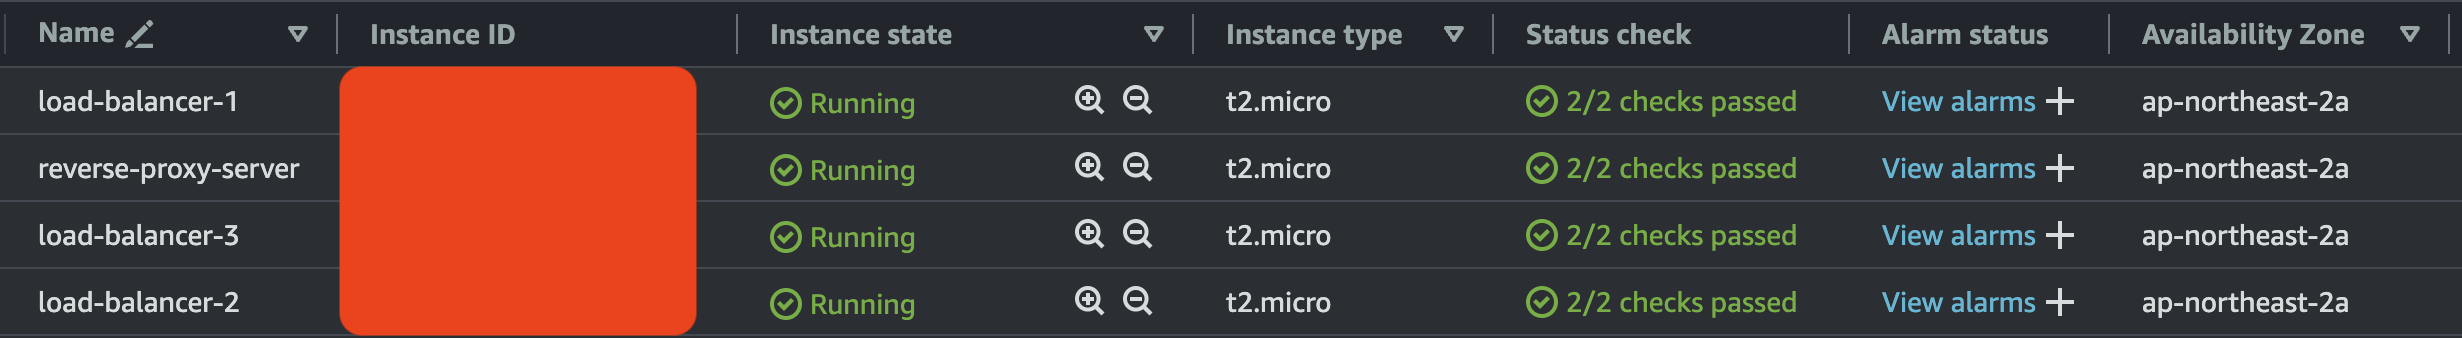 Name Instance ID Instance state Instance type Status check Alarm status Availability Zone
load-balancer-1 Running t2.micro 2/2 checks passed View alarms + ap-northeast-2a
reverse-proxy-server Running t2.micro 2/2 checks passed View alarms + ap-northeast-2a
load-balancer-3 Running t2.micro 2/2 checks passed View alarms + ap-northeast-2a
load-balancer-2 Running t2.micro 2/2 checks passed View alarms + ap-northeast-2a